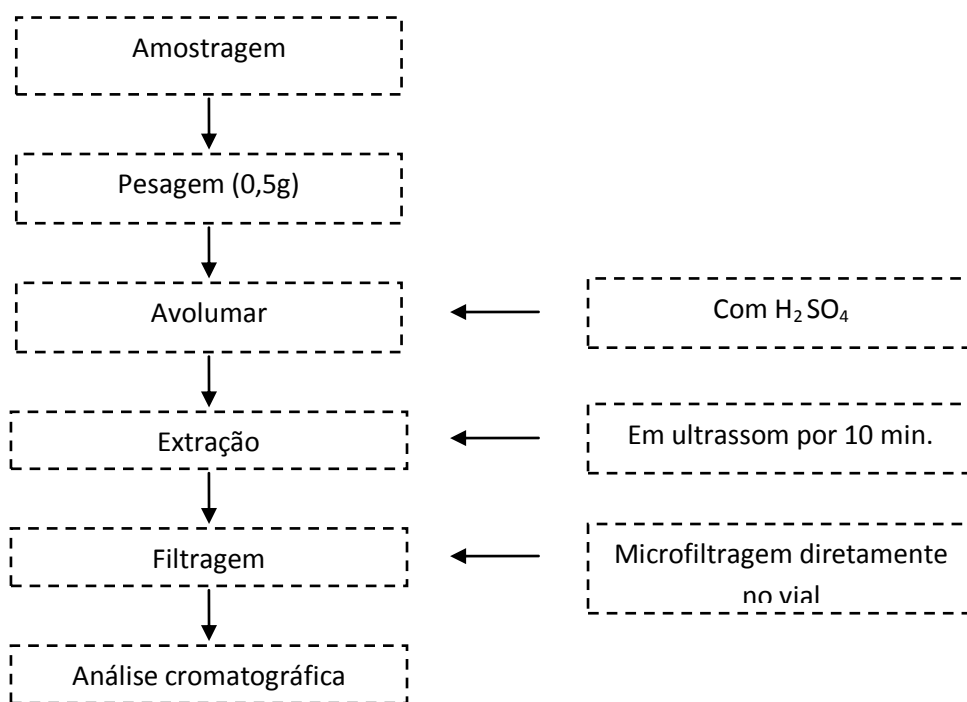 Amostragem
Pesagem (0,5g)
Avolumar
Com H₂SO₄
Extração
Em ultrassom por 10 min.
Filtragem
Microfiltragem diretamente
no vial
Análise cromatográfica